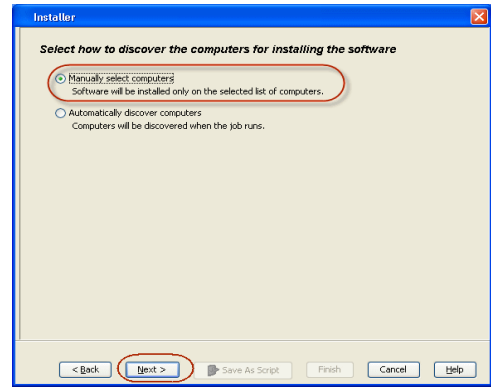 Installer
Select how to discover the computers for installing the software
Manually select computers
Software will be installed only on the selected list of computers.
Automatically discover computers
Computers will be discovered when the job runs.
< Back
Next >
Save As Script
Finish
Cancel
Help